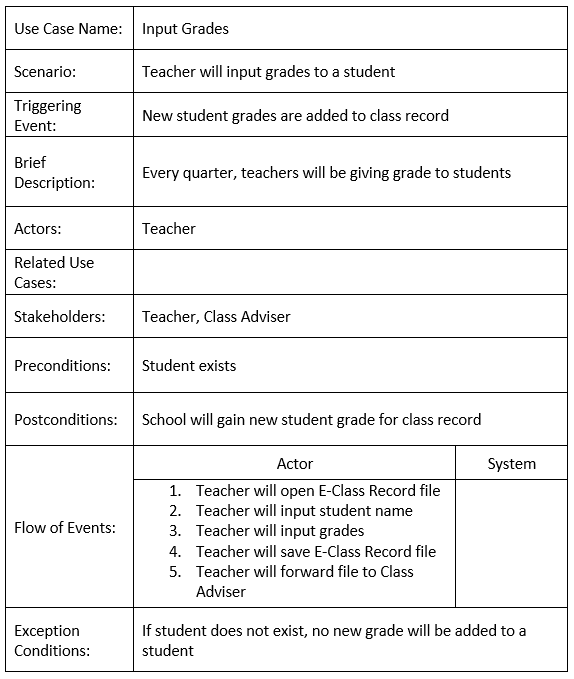 Use Case Name: Input Grades
Scenario: Teacher will input grades to a student
Triggering
Event:
New student grades are added to class record
Brief
Description:
Every quarter, teachers will be giving grade to students
Actors: Teacher
Related Use
Cases:
Stakeholders: Teacher, Class Adviser
Preconditions: Student exists
Postconditions: School will gain new student grade for class record
Flow of Events:
Actor System
1. Teacher will open E-Class Record file
2. Teacher will input student name
3. Teacher will input grades
4. Teacher will save E-Class Record file
5. Teacher will forward file to Class
Adviser
Exception
Conditions:
If student does not exist, no new grade will be added to a
student